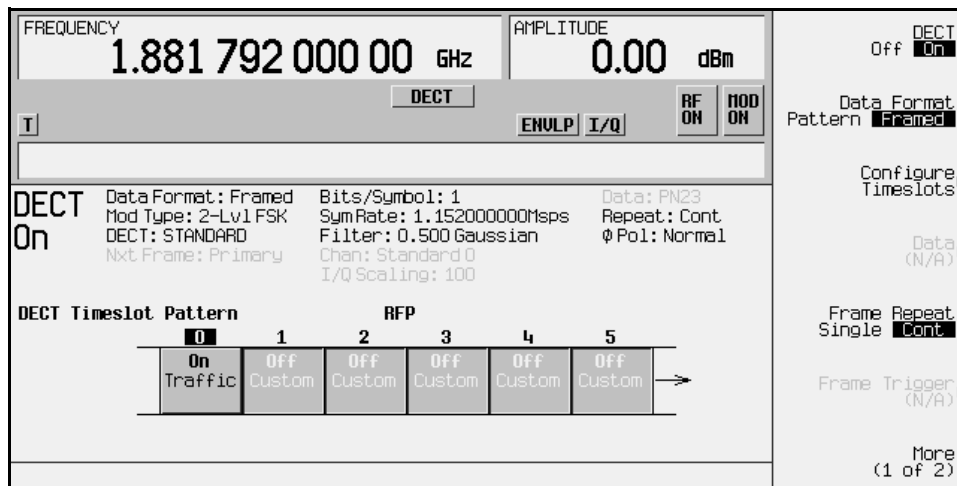 FREQUENCY
1.881 792 000 00 GHz
AMPLITUDE
0.00 dBm
DECT
RF ON
MOD ON
T
ENVLP I/Q
DECT On
Data Format: Framed
Mod Type: 2-Lvl FSK
DECT: STANDARD
Nxt Frame: Primary
Bits/Symbol: 1
Sym Rate: 1.152000000Msps
Filter: 0.500 Gaussian
Chan: Standard 0
I/Q Scaling: 100
Data: PN23
Repeat: Cont
ΦPol: Normal
DECT Timeslot Pattern
RFP
0 1 2 3 4 5
On Off Off Off Off Off
Traffic Custom Custom Custom Custom Custom
DECT
Off On
Data Format
Pattern Framed
Configure
Timeslots
Data
(N/A)
Frame Repeat
Single Cont
Frame Trigger
(N/A)
More
(1 of 2)